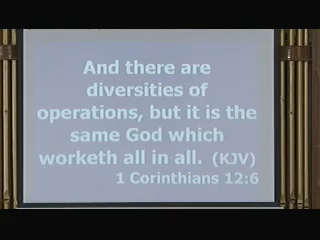 And there are
diversities of
operations, but it is the
same God which
worketh all in all. (KJV)
1 Corinthians 12:6